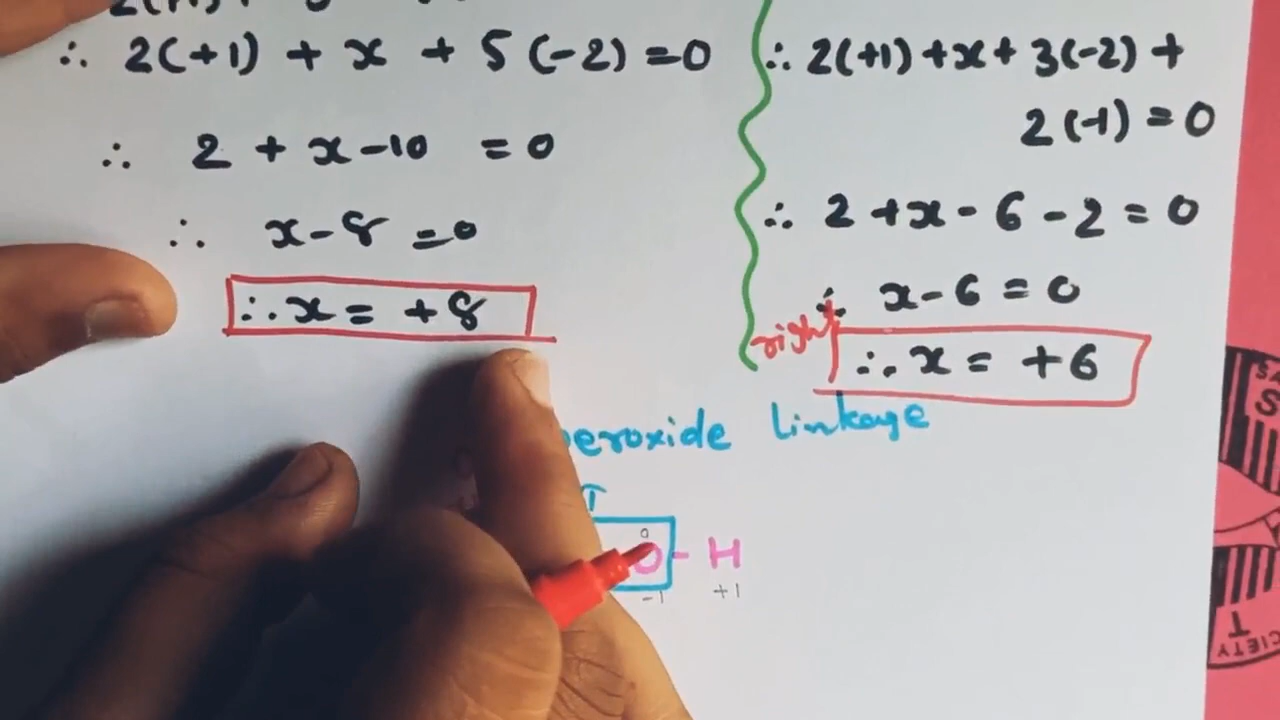 ∴ 2(+1) + x + 5(-2) = 0
∴ 2 + x - 10 = 0
∴ x - 8 = 0
∴ x = +8
∴ 2(+1) + x + 3(-2) +
2(-1) = 0
∴ 2 + x - 6 - 2 = 0
∴ x - 6 = 0
right
∴ x = +6
linkage
O - H
-1 +1